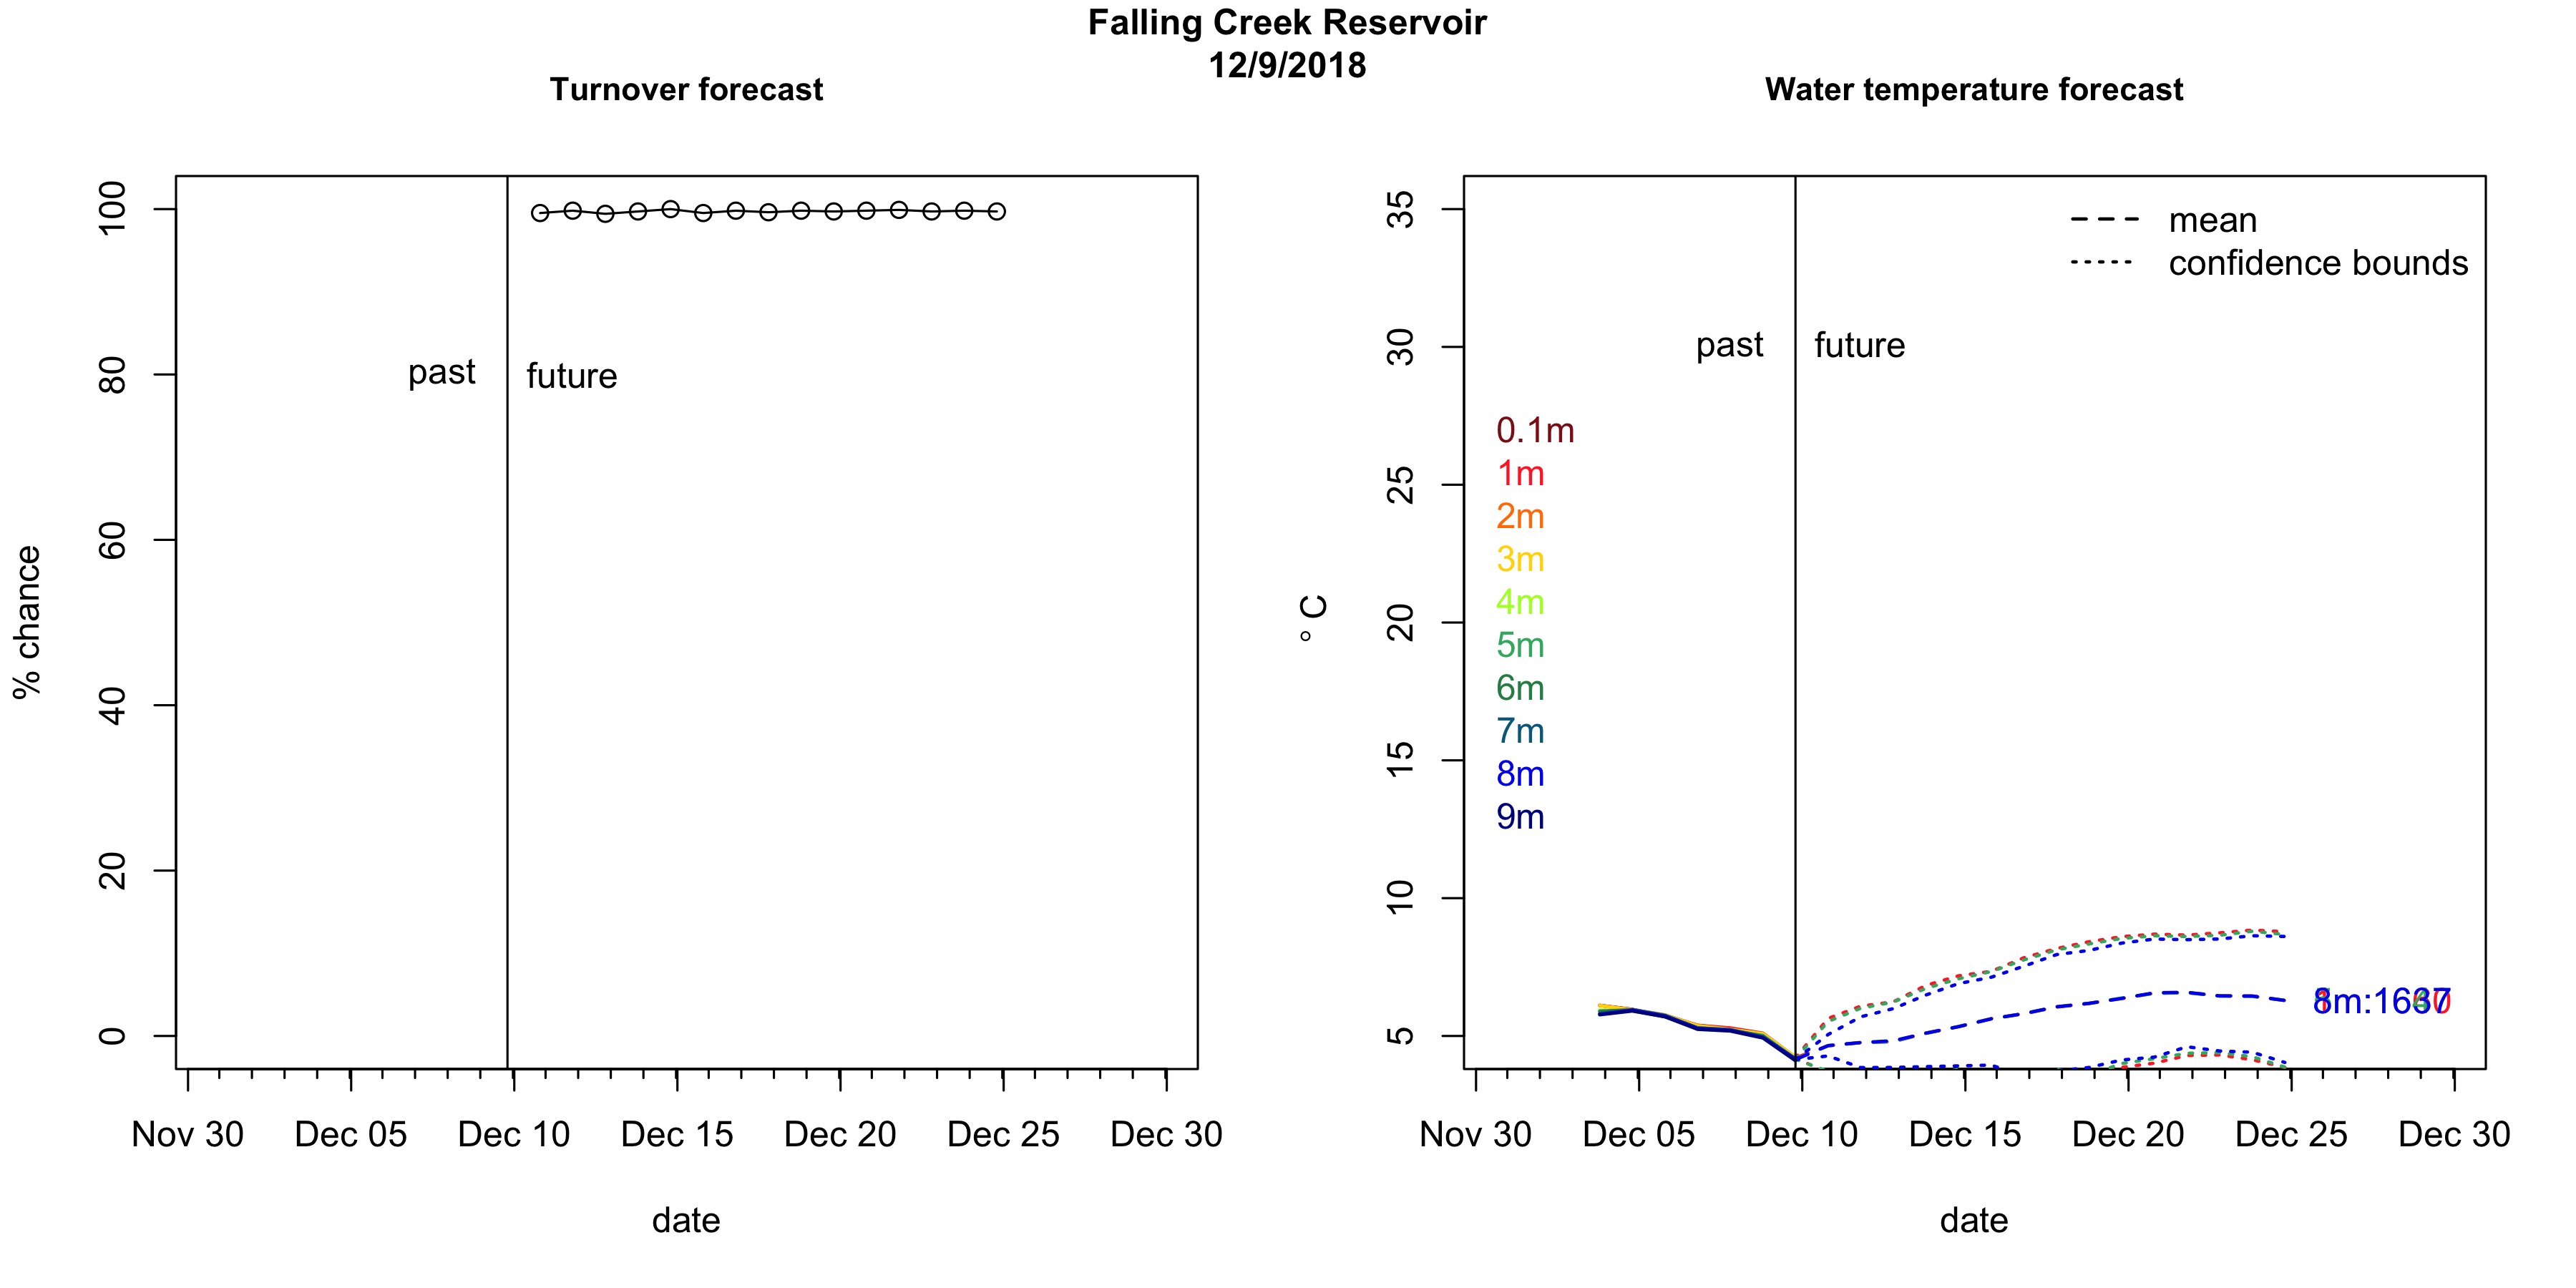 Falling Creek Reservoir
12/9/2018
Turnover forecast
% chance
100
80
60
40
20
0
past
future
Nov 30
Dec 05
Dec 10
Dec 15
Dec 20
Dec 25
Dec 30
date
Water temperature forecast
° C
35
30
25
20
15
10
5
mean
confidence bounds
past
future
0.1m
1m
2m
3m
4m
5m
6m
7m
8m
9m
Nov 30
Dec 05
Dec 10
Dec 15
Dec 20
Dec 25
Dec 30
date